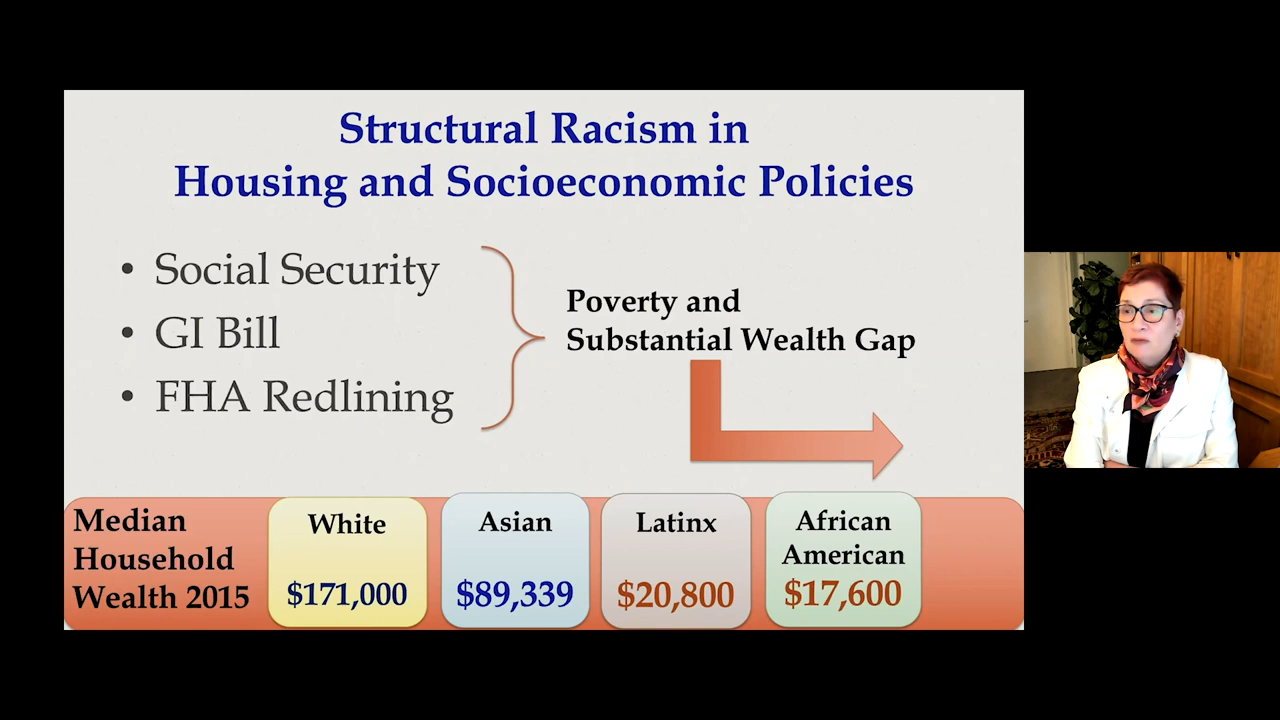 Structural Racism in
Housing and Socioeconomic Policies
• Social Security
• GI Bill
• FHA Redlining
Poverty and
Substantial Wealth Gap
Median
Household
Wealth 2015
White
$171,000
Asian
$89,339
Latinx
$20,800
African
American
$17,600